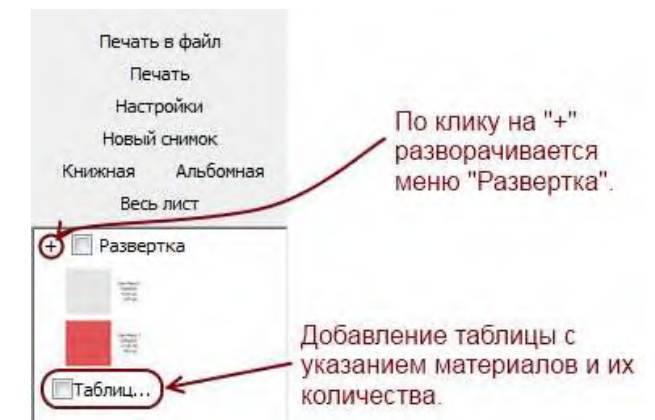 Печать в файл
Печать
Настройки
Новый снимок
Книжная Альбомная
Весь лист
По клику на "+"
разворачивается
меню "Развертка".
+ Развертка
Добавление таблицы с
указанием материалов и их
количества.
Таблиц...